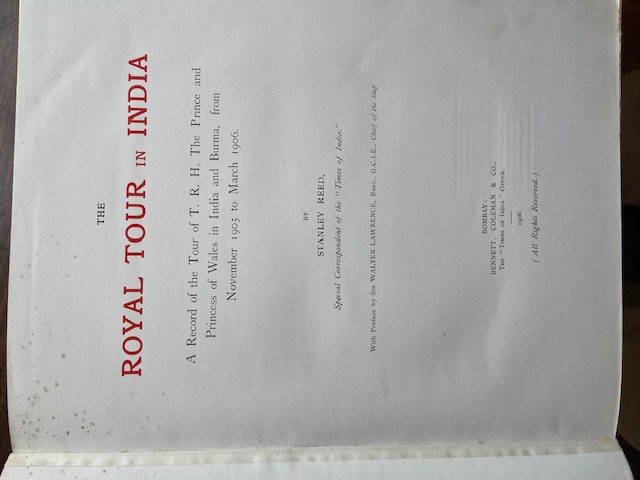 THE
ROYAL TOUR IN INDIA
A Record of the Tour of T. R. H. The Prince and
Princess of Wales in India and Burma, from
November 1905 to March 1906.
BY
STANLEY REED,
Special Correspondent of the "Times of India."
With Preface by Sir WALTER LAWRENCE, Bart., G.C.I.E., Chief of the Staff
BOMBAY:
BENNETT, COLEMAN & CO.,
The "Times of India" Office.
1906.
(All Rights Reserved.)